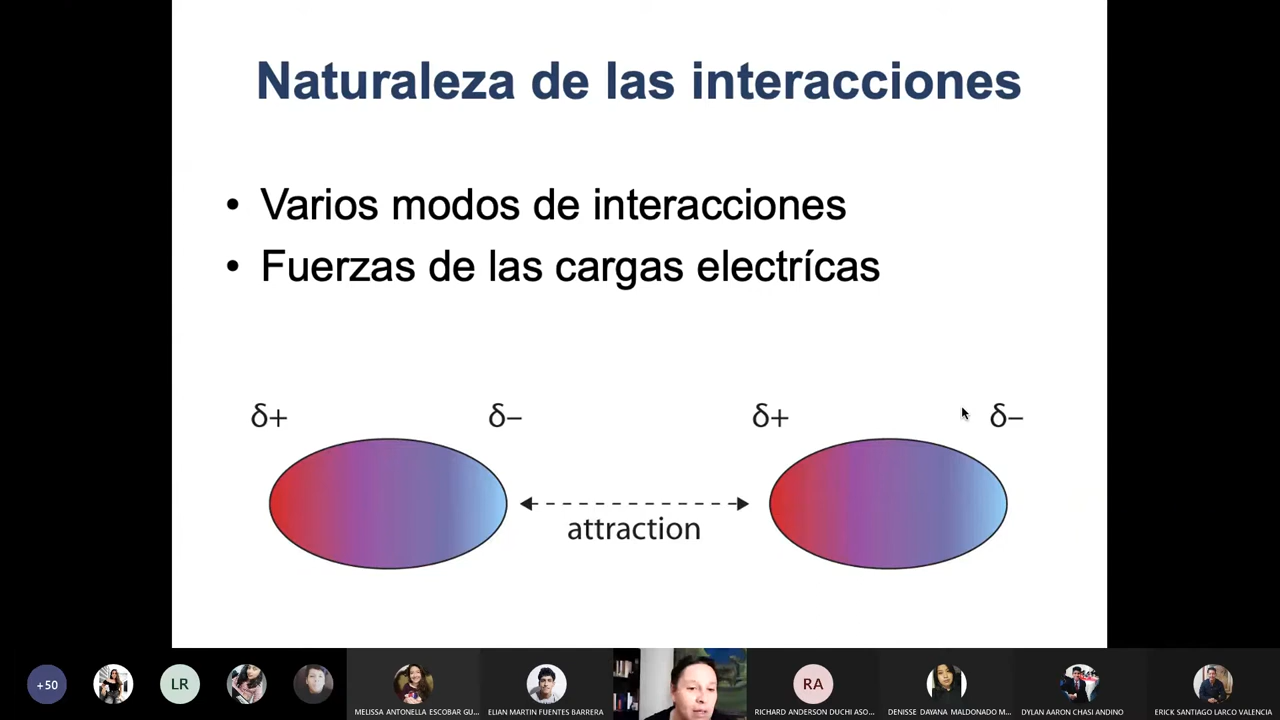 Naturaleza de las interacciones
• Varios modos de interacciones
• Fuerzas de las cargas electrícas
δ+ δ− δ+ δ−
attraction
+50 LR RA
MELISSA ANTONELLA ESCOBAR GU... ELIAN MARTIN FUENTES BARRERA RICHARD ANDERSON DUCHI ASO... DENISSE DAYANA MALDONADO M... DYLAN AARON CHASI ANDINO ERICK SANTIAGO LARCO VALENCIA